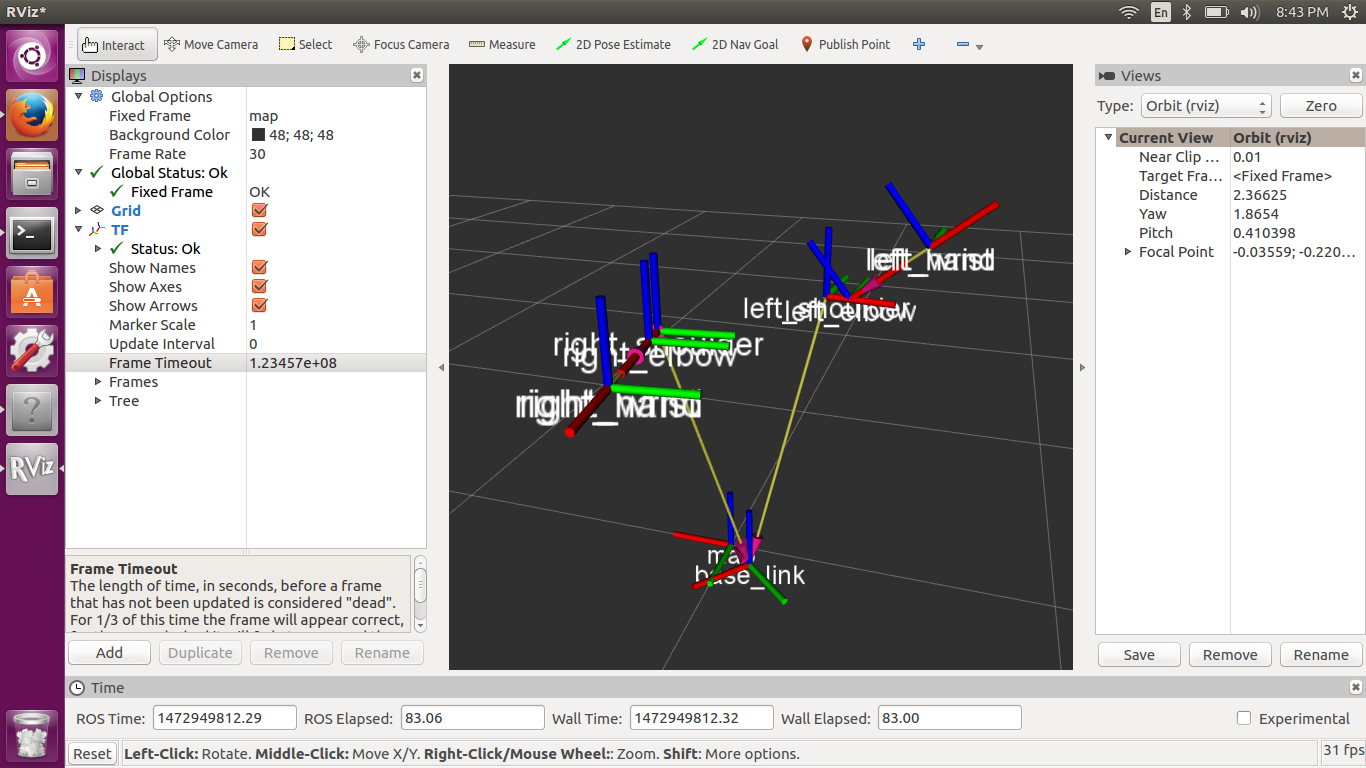 RViz*
En
8:43 PM
Interact
Move Camera
Select
Focus Camera
Measure
2D Pose Estimate
2D Nav Goal
Publish Point
Displays
Global Options
Fixed Frame map
Background Color 48; 48; 48
Frame Rate 30
Global Status: Ok
Fixed Frame OK
Grid
TF
Status: Ok
Show Names
Show Axes
Show Arrows
Marker Scale 1
Update Interval 0
Frame Timeout 1.23457e+08
Frames
Tree
Frame Timeout
The length of time, in seconds, before a frame
that has not been updated is considered "dead".
For 1/3 of this time the frame will appear correct,
Add
Duplicate
Remove
Rename
left_shoulder
left_elbow
right_shoulder
right_elbow
map
base_link
Views
Type: Orbit (rviz)
Zero
Current View Orbit (rviz)
Near Clip ... 0.01
Target Fra... <Fixed Frame>
Distance 2.36625
Yaw 1.8654
Pitch 0.410398
Focal Point -0.03559; -0.220...
Save
Remove
Rename
Time
ROS Time: 1472949812.29 ROS Elapsed: 83.06 Wall Time: 1472949812.32 Wall Elapsed: 83.00 Experimental
Reset
Left-Click: Rotate. Middle-Click: Move X/Y. Right-Click/Mouse Wheel:: Zoom. Shift: More options.
31 fps
RViz